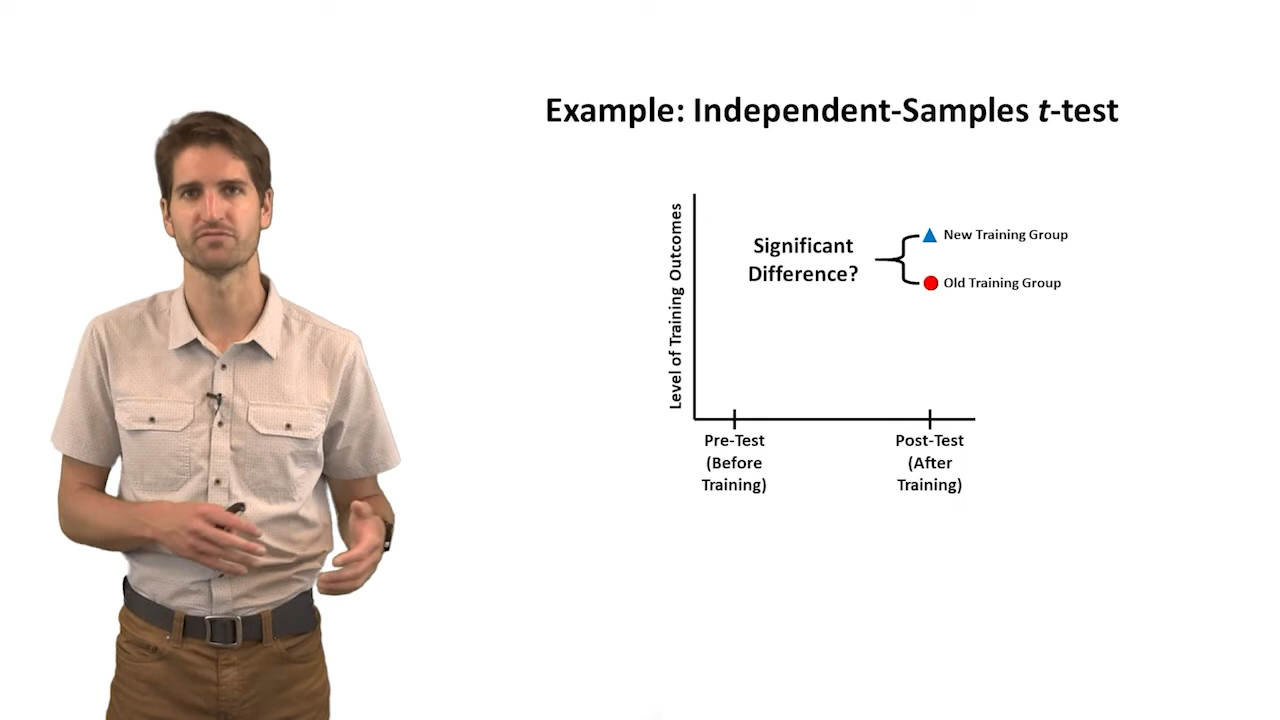 Example: Independent-Samples t-test
Level of Training Outcomes
Significant
Difference?
New Training Group
Old Training Group
Pre-Test
(Before
Training)
Post-Test
(After
Training)